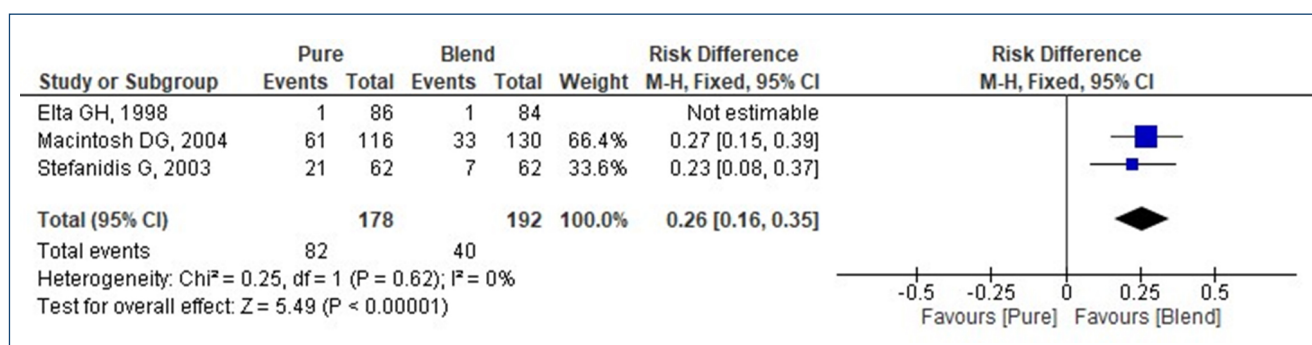 Pure Blend Risk Difference Risk Difference
Study or Subgroup Events Total Events Total Weight M-H, Fixed, 95% CI M-H, Fixed, 95% CI
Elta GH, 1998 1 86 1 84 Not estimable
Macintosh DG, 2004 61 116 33 130 66.4% 0.27 [0.15, 0.39]
Stefanidis G, 2003 21 62 7 62 33.6% 0.23 [0.08, 0.37]
Total (95% CI) 178 192 100.0% 0.26 [0.16, 0.35]
Total events 82 40
Heterogeneity: Chi² = 0.25, df = 1 (P = 0.62); I² = 0%
Test for overall effect: Z = 5.49 (P < 0.00001)
-0.5 -0.25 0 0.25 0.5
Favours [Pure] Favours [Blend]